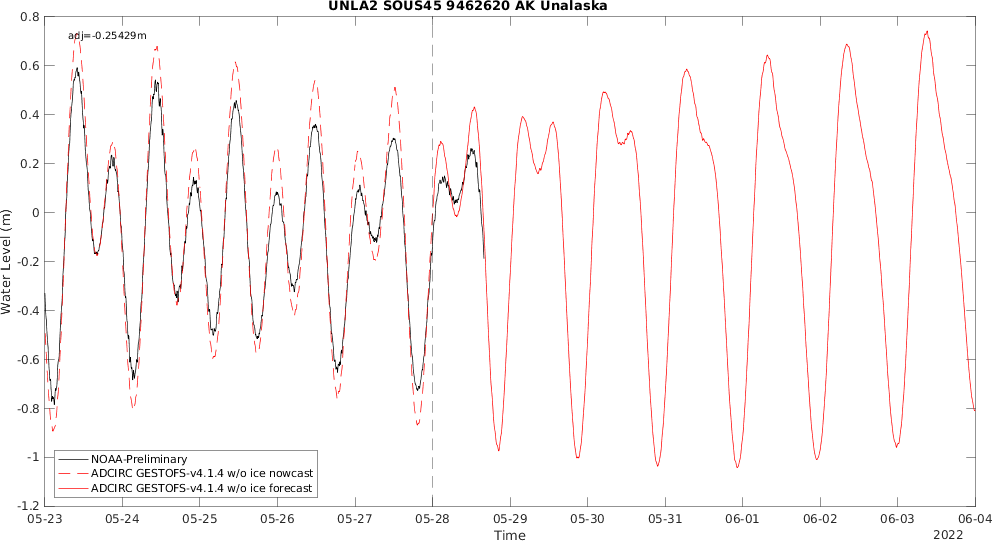 UNLA2 SOUS45 9462620 AK Unalaska
adj=-0.25429m
0.8
0.6
0.4
0.2
0
-0.2
-0.4
-0.6
-0.8
-1
-1.2
Water Level (m)
NOAA-Preliminary
ADCIRC GESTOFS-v4.1.4 w/o ice nowcast
ADCIRC GESTOFS-v4.1.4 w/o ice forecast
05-23 05-24 05-25 05-26 05-27 05-28 05-29 05-30 05-31 06-01 06-02 06-03 06-04
Time
2022